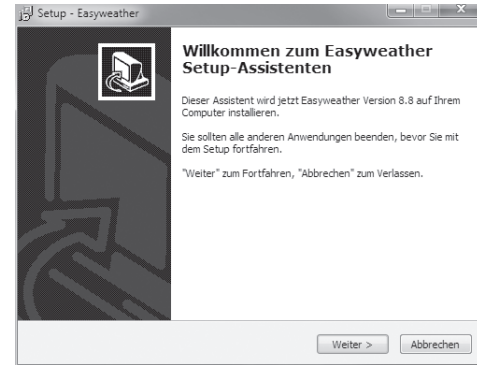 Setup - Easyweather
Willkommen zum Easyweather
Setup-Assistenten
Dieser Assistent wird jetzt Easyweather Version 8.8 auf Ihrem
Computer installieren.
Sie sollten alle anderen Anwendungen beenden, bevor Sie mit
dem Setup fortfahren.
"Weiter" zum Fortfahren, "Abbrechen" zum Verlassen.
Weiter >
Abbrechen